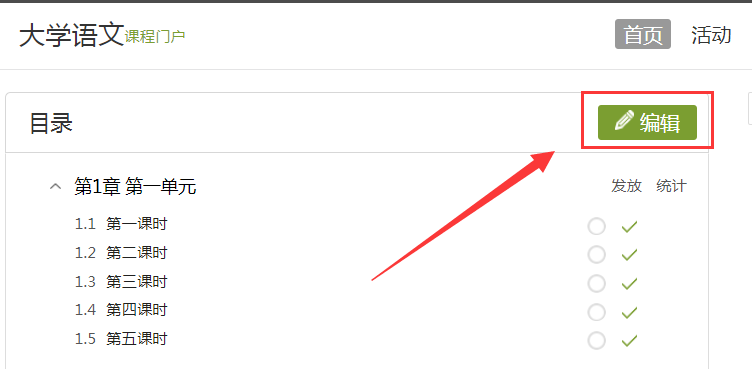 大学语文课程门户 首页 活动
目录 编辑
第1章 第一单元 发放 统计
1.1 第一课时
1.2 第二课时
1.3 第三课时
1.4 第四课时
1.5 第五课时